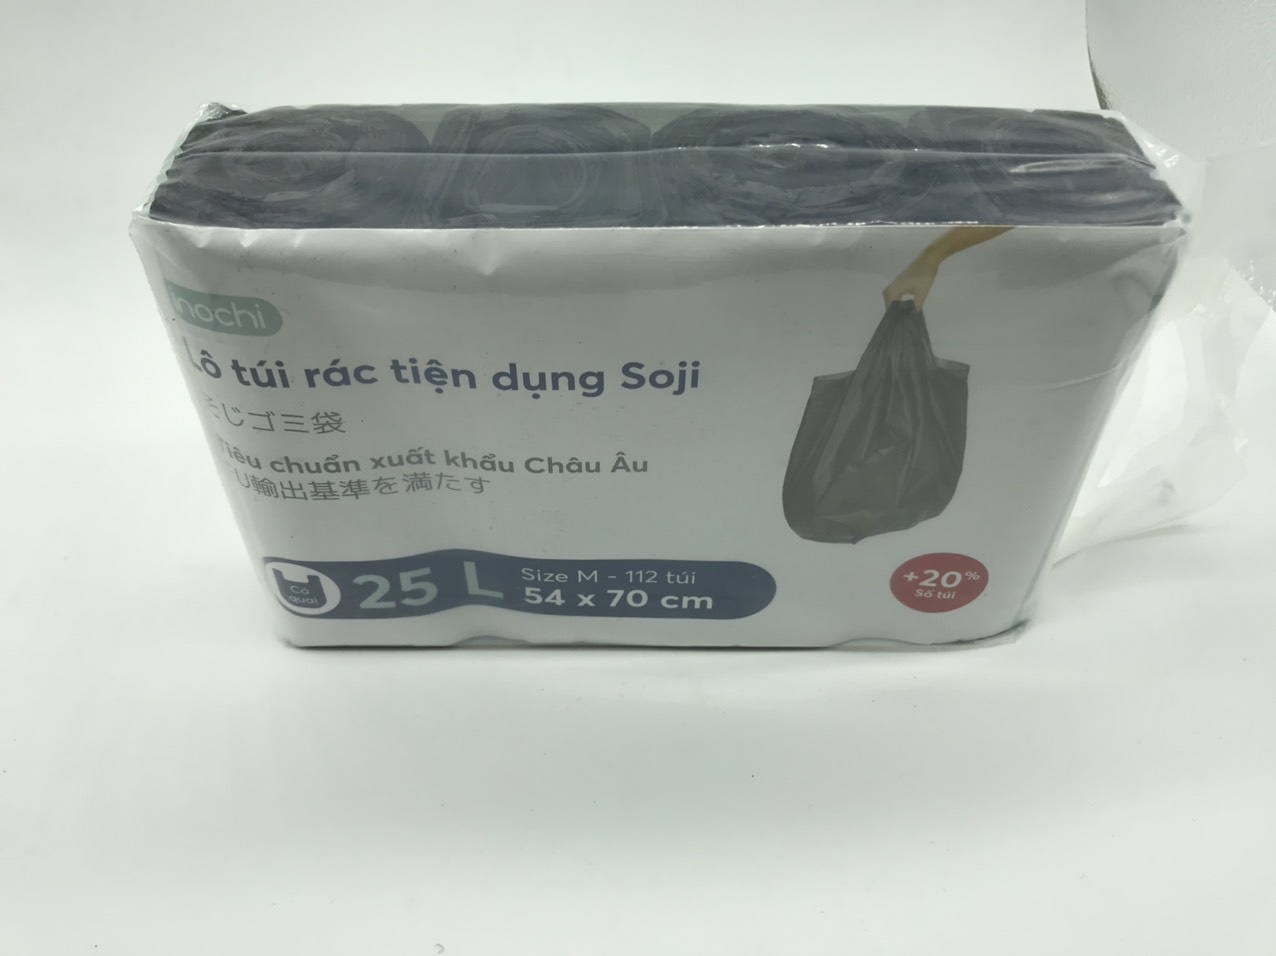 inochi
Lô túi rác tiện dụng Soji
そじゴミ袋
Tiêu chuẩn xuất khẩu Châu Âu
EU輸出基準を満たす
Có quai
25 L
Size M - 112 túi
54 x 70 cm
+20%
Số túi